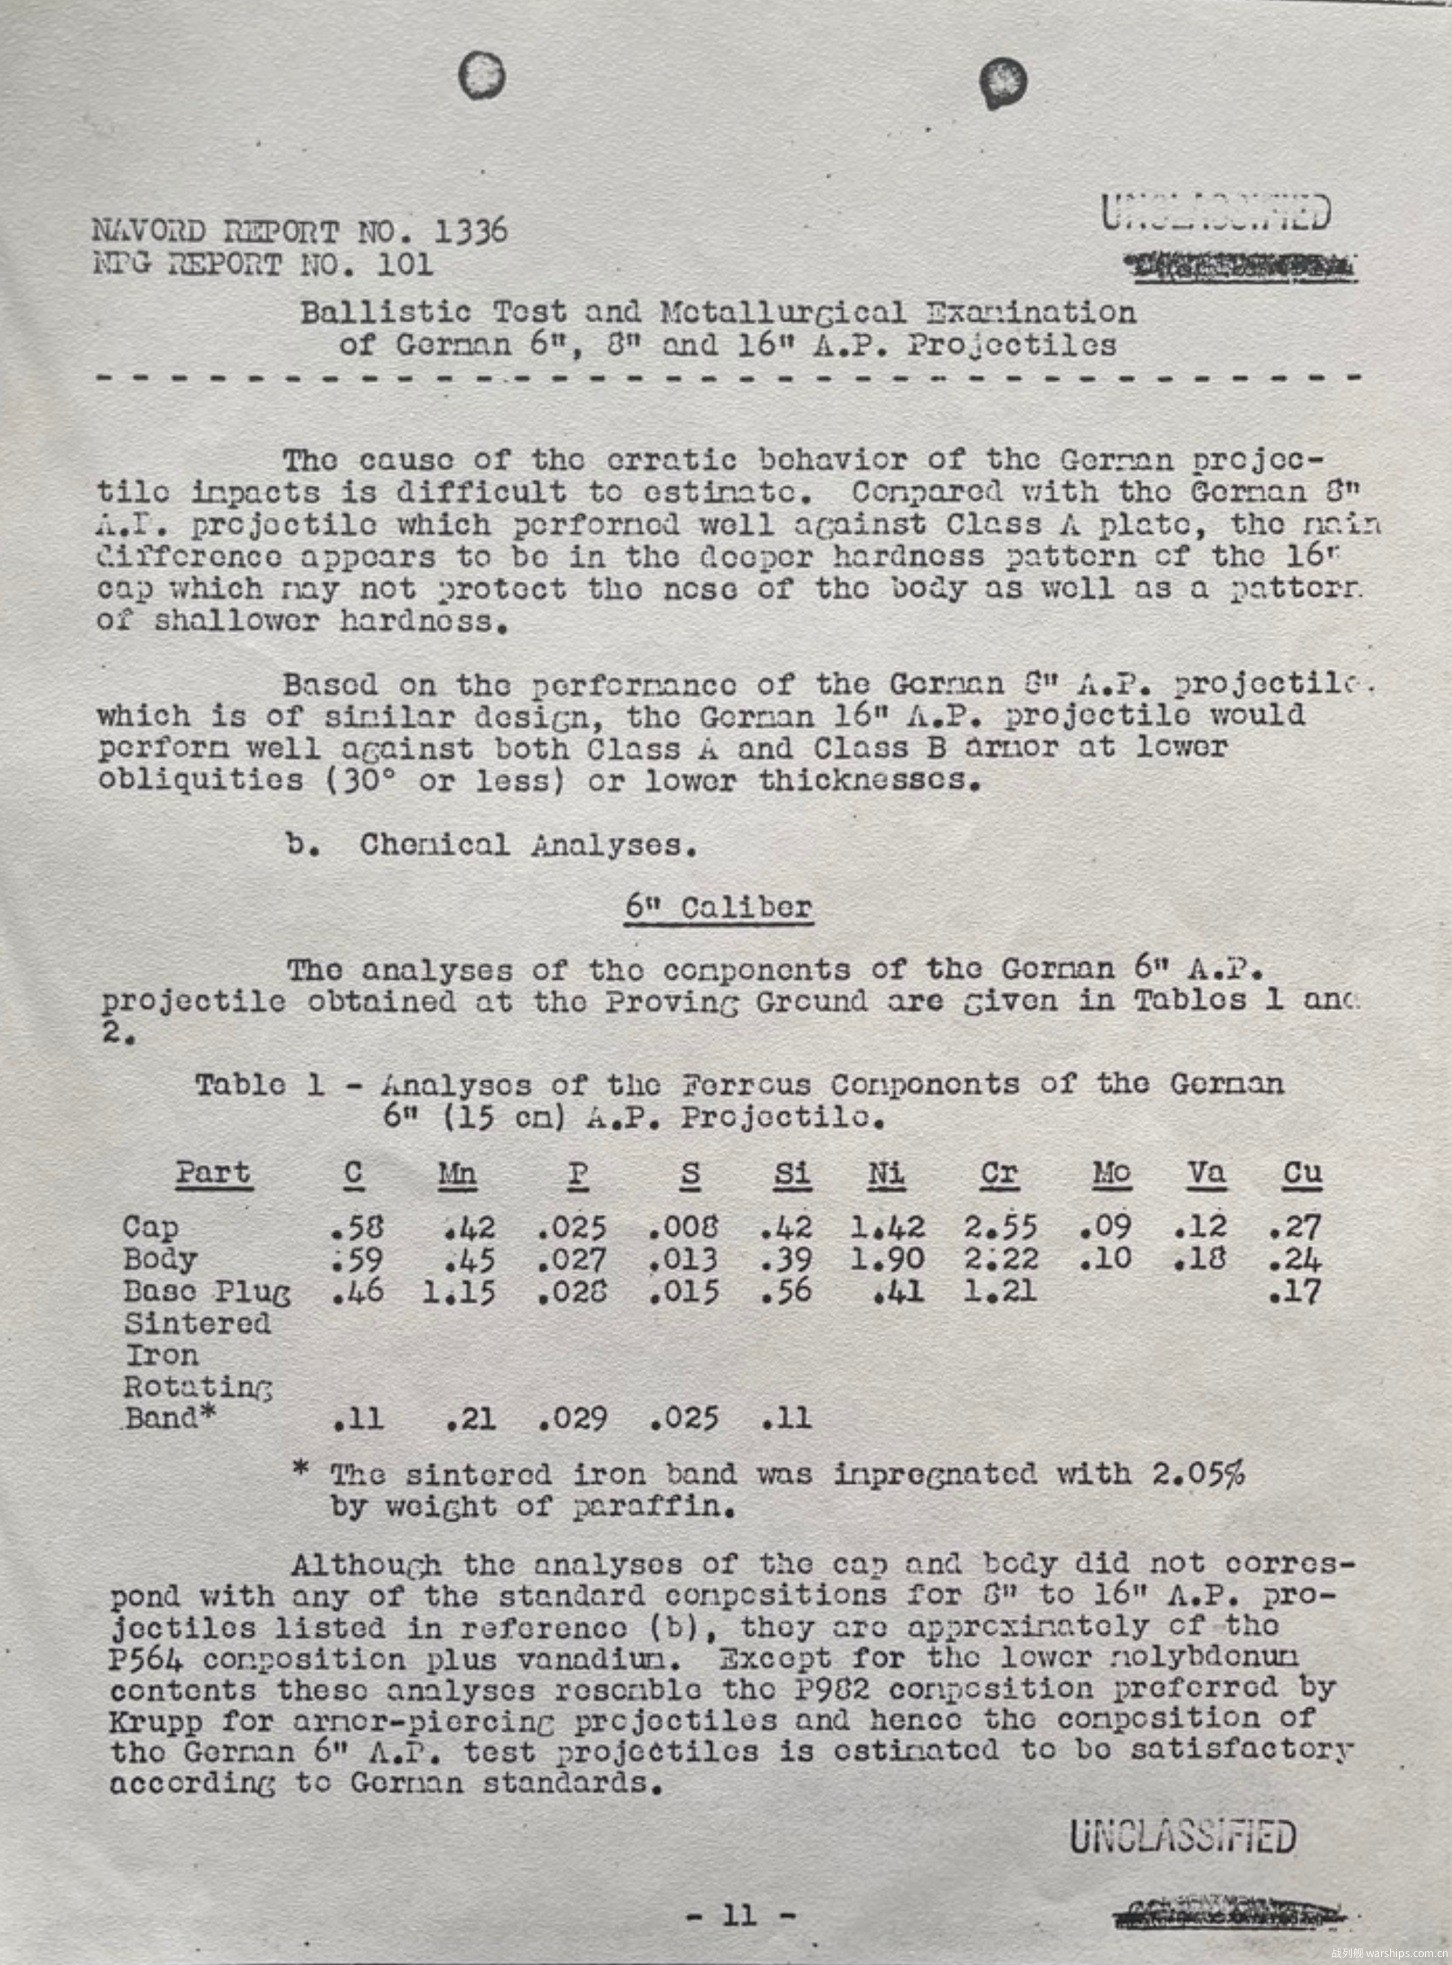 UNCLASSIFIED
NAVORD REPORT NO. 1336
NPG REPORT NO. 101
Ballistic Test and Metallurgical Examination
of German 6", 8" and 16" A.P. Projectiles
- - - - - - - - - - - - - - - - - - - - - - - - - - - - - - - - - - -
The cause of the erratic behavior of the German projec-
tile impacts is difficult to estimate. Compared with the German 8"
A.P. projectile which performed well against Class A plate, the main
difference appears to be in the deeper hardness pattern of the 16"
cap which may not protect the nose of the body as well as a pattern
of shallower hardness.
Based on the performance of the German 8" A.P. projectile.
which is of similar design, the German 16" A.P. projectile would
perform well against both Class A and Class B armor at lower
obliquities (30° or less) or lower thicknesses.
b. Chemical Analyses.
6" Caliber
The analyses of the components of the German 6" A.P.
projectile obtained at the Proving Ground are given in Tables 1 and
2.
Table 1 - Analyses of the Ferrous Components of the German
6" (15 cm) A.P. Projectile.
Part C Mn P S Si Ni Cr Mo Va Cu
Cap .58 .42 .025 .008 .42 1.42 2.55 .09 .12 .27
Body .59 .45 .027 .013 .39 1.90 2.22 .10 .18 .24
Base Plug .46 1.15 .028 .015 .56 .41 1.21 .17
Sintered
Iron
Rotating
Band* .11 .21 .029 .025 .11
* The sintered iron band was impregnated with 2.05%
by weight of paraffin.
Although the analyses of the cap and body did not corres-
pond with any of the standard compositions for 8" to 16" A.P. pro-
jectiles listed in reference (b), they are approximately of the
P564 composition plus vanadium. Except for the lower molybdenum
contents these analyses resemble the P982 composition preferred by
Krupp for armor-piercing projectiles and hence the composition of
the German 6" A.P. test projectiles is estimated to be satisfactory
according to German standards.
UNCLASSIFIED
- 11 -
战列舰 warships.com.cn